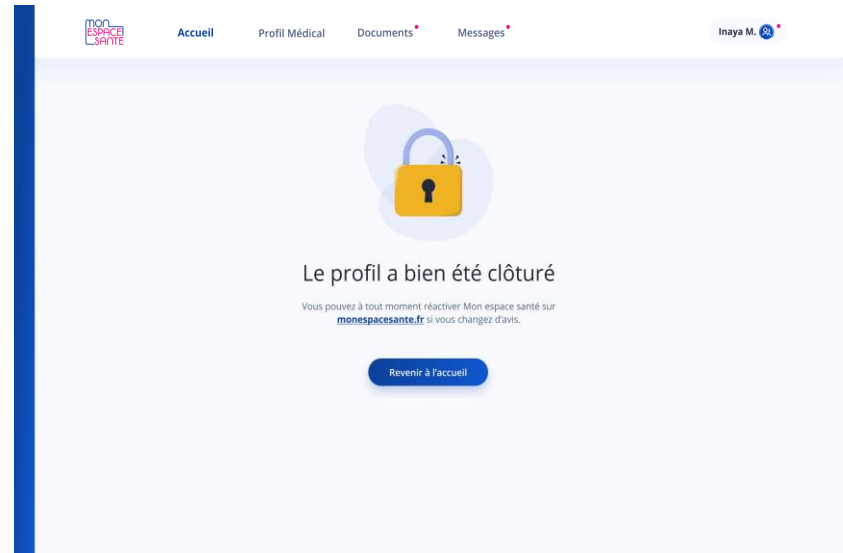 mon
ESPACE
SANTÉ
Accueil
Profil Médical
Documents
Messages
Inaya M.
Le profil a bien été clôturé
Vous pouvez à tout moment réactiver Mon espace santé sur
monespacesante.fr si vous changez d'avis.
Revenir à l'accueil